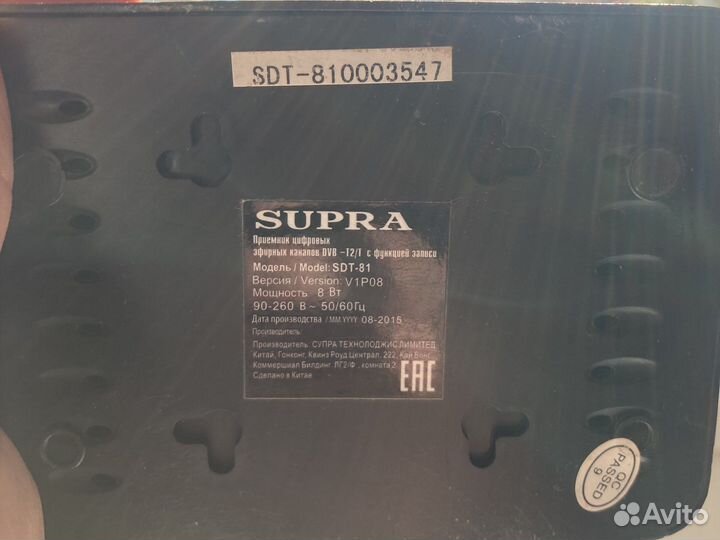 SDT-810003547
SUPRA
Приемник цифровых
эфирных каналов DVB -T2/T с функцией записи
Модель / Model: SDT-81
Версия / Version: V1P08
Мощность 8 Вт
90-260 В ~ 50/60Гц
Дата производства / MM.YYYY 08-2015
Производитель:
Производитель: СУПРА ТЕХНОЛОДЖИС ЛИМИТЕД
Китай, Гонконг, Квинз Роуд Централ, 222, Кай Вонг
Коммершиал Билдинг, ЛГ2/Ф, комната 2
Сделано в Китае
EAC
QC
PASSED
9
Avito